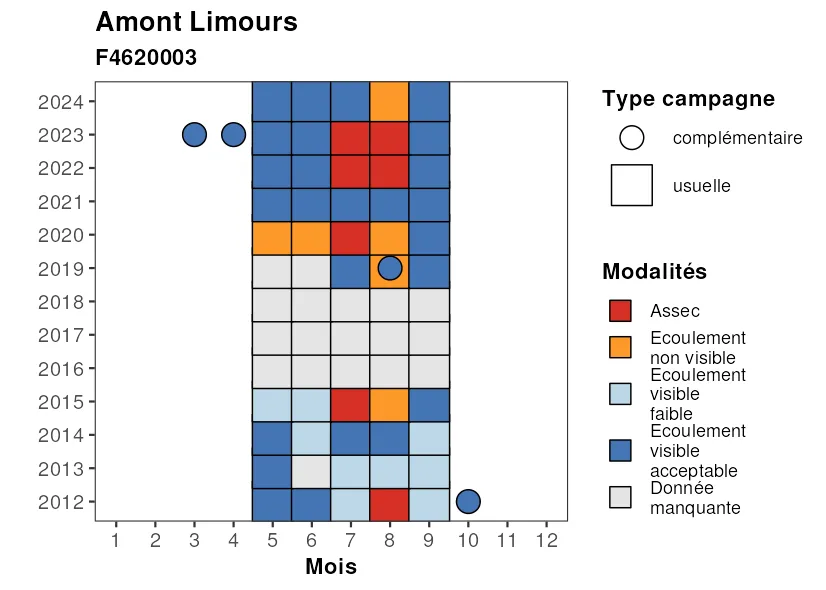 Amont Limours
F4620003
2024
2023
2022
2021
2020
2019
2018
2017
2016
2015
2014
2013
2012
1 2 3 4 5 6 7 8 9 10 11 12
Mois
Type campagne
complémentaire
usuelle
Modalités
Assec
Ecoulement
non visible
Ecoulement
visible
faible
Ecoulement
visible
acceptable
Donnée
manquante